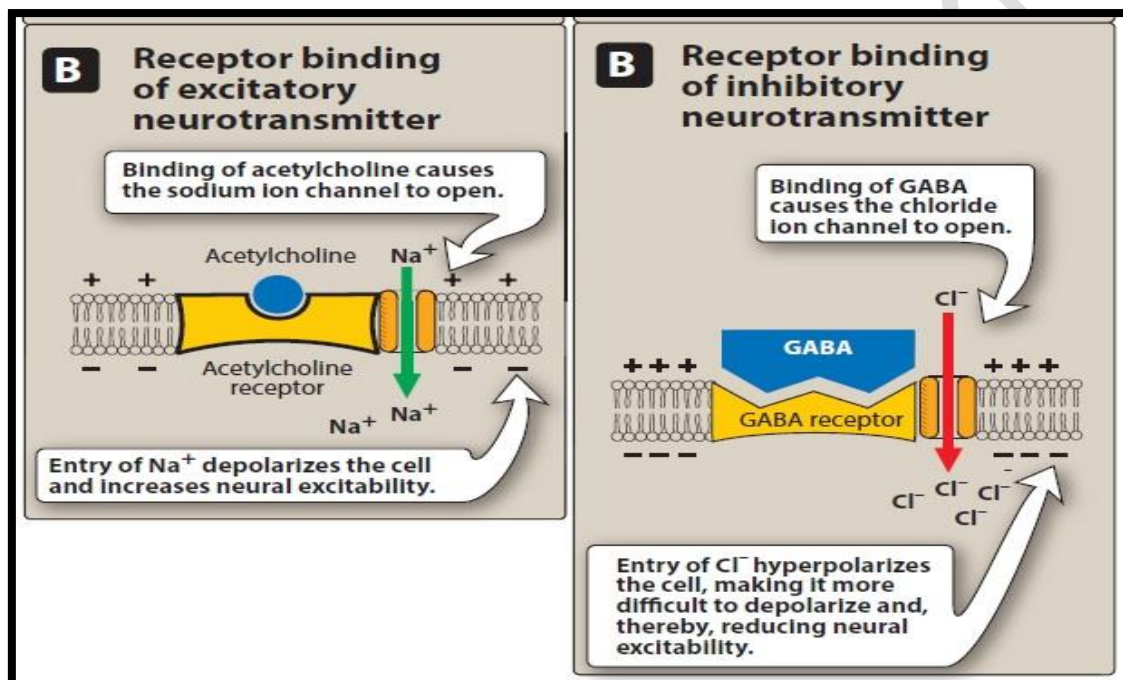 B
Receptor binding
of excitatory
neurotransmitter
Binding of acetylcholine causes
the sodium ion channel to open.
Acetylcholine
Na+
+ + + +
Acetylcholine
receptor
– – – –
Na+ Na+
Entry of Na+ depolarizes the cell
and increases neural excitability.
B
Receptor binding
of inhibitory
neurotransmitter
Binding of GABA
causes the chloride
ion channel to open.
Cl–
GABA
+++ +++
GABA receptor
––– –––
Cl– Cl– Cl–
Cl–
Entry of Cl– hyperpolarizes
the cell, making it more
difficult to depolarize and,
thereby, reducing neural
excitability.